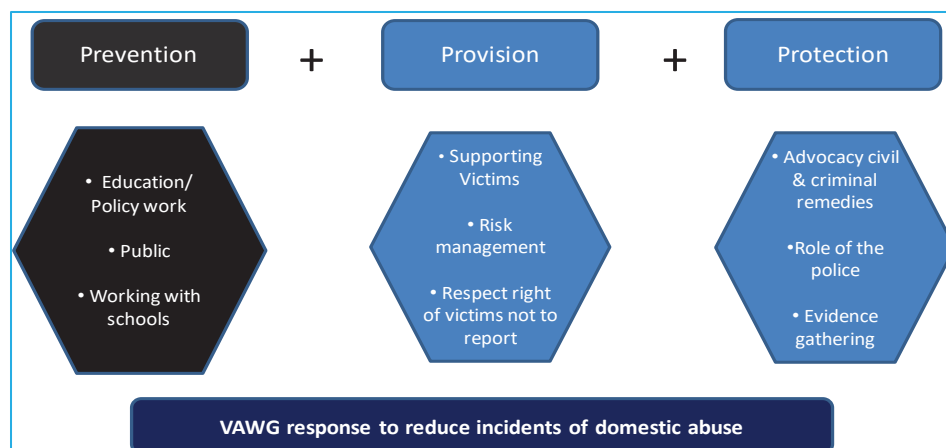 Prevention
+
Provision
+
Protection
• Education/
Policy work
• Public
• Working with
schools
• Supporting
Victims
• Risk
management
• Respect right
of victims not to
report
• Advocacy civil
& criminal
remedies
•Role of the
police
• Evidence
gathering
VAWG response to reduce incidents of domestic abuse